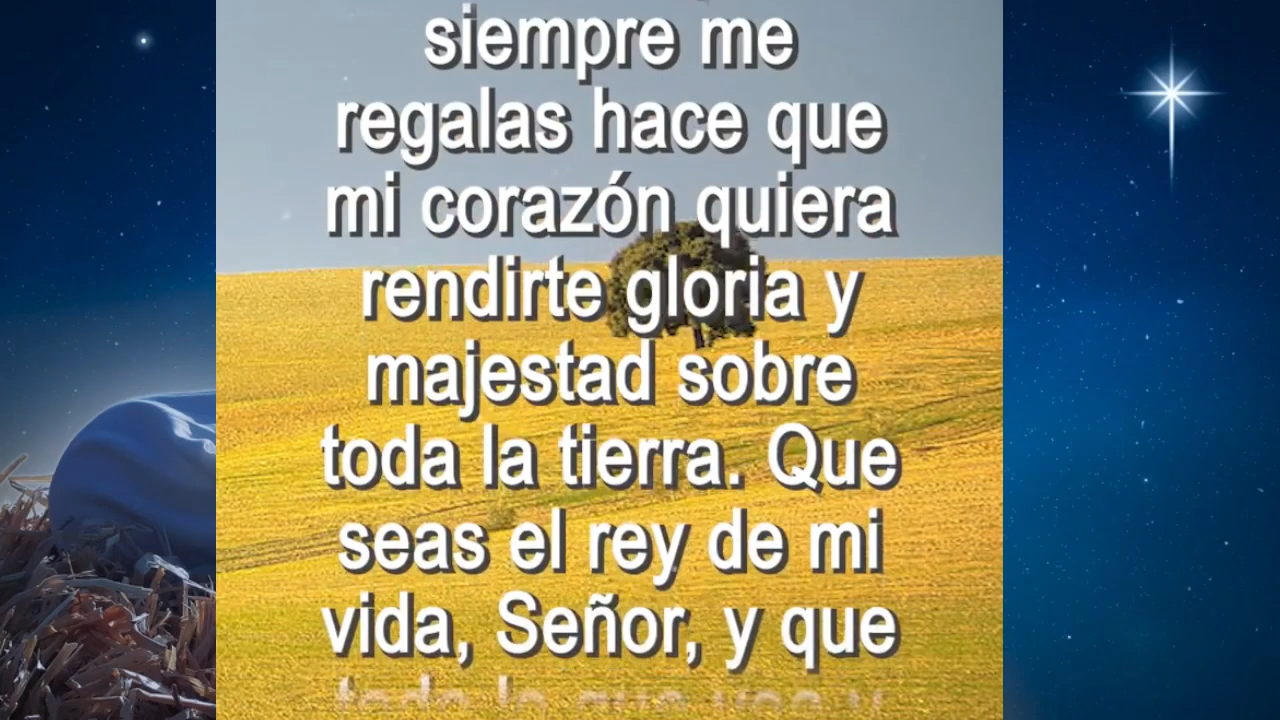 siempre me
regalas hace que
mi corazón quiera
rendirte gloria y
majestad sobre
toda la tierra. Que
seas el rey de mi
vida, Señor, y que